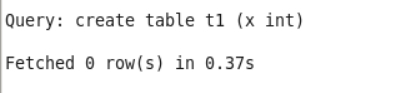 Query: create table t1 (x int)
Fetched 0 row(s) in 0.37s